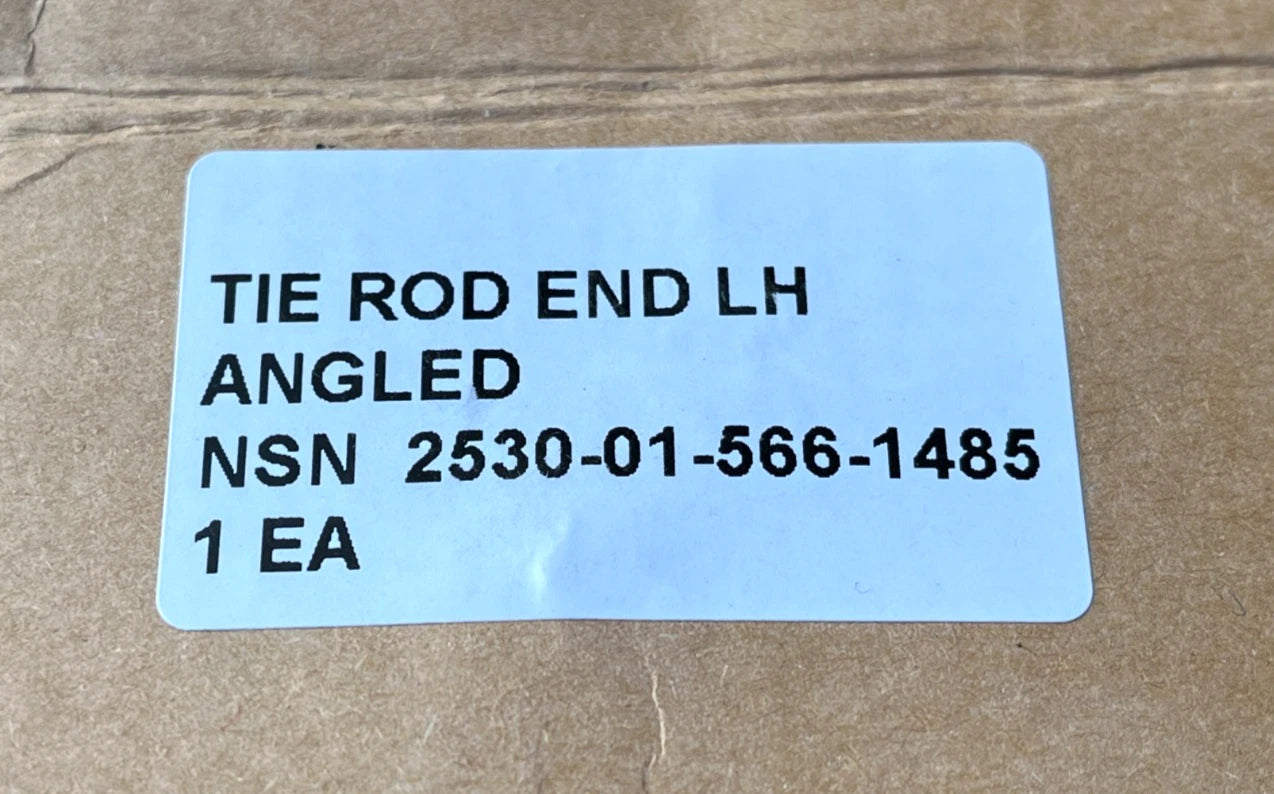 TIE ROD END LH
ANGLED
NSN 2530-01-566-1485
1 EA